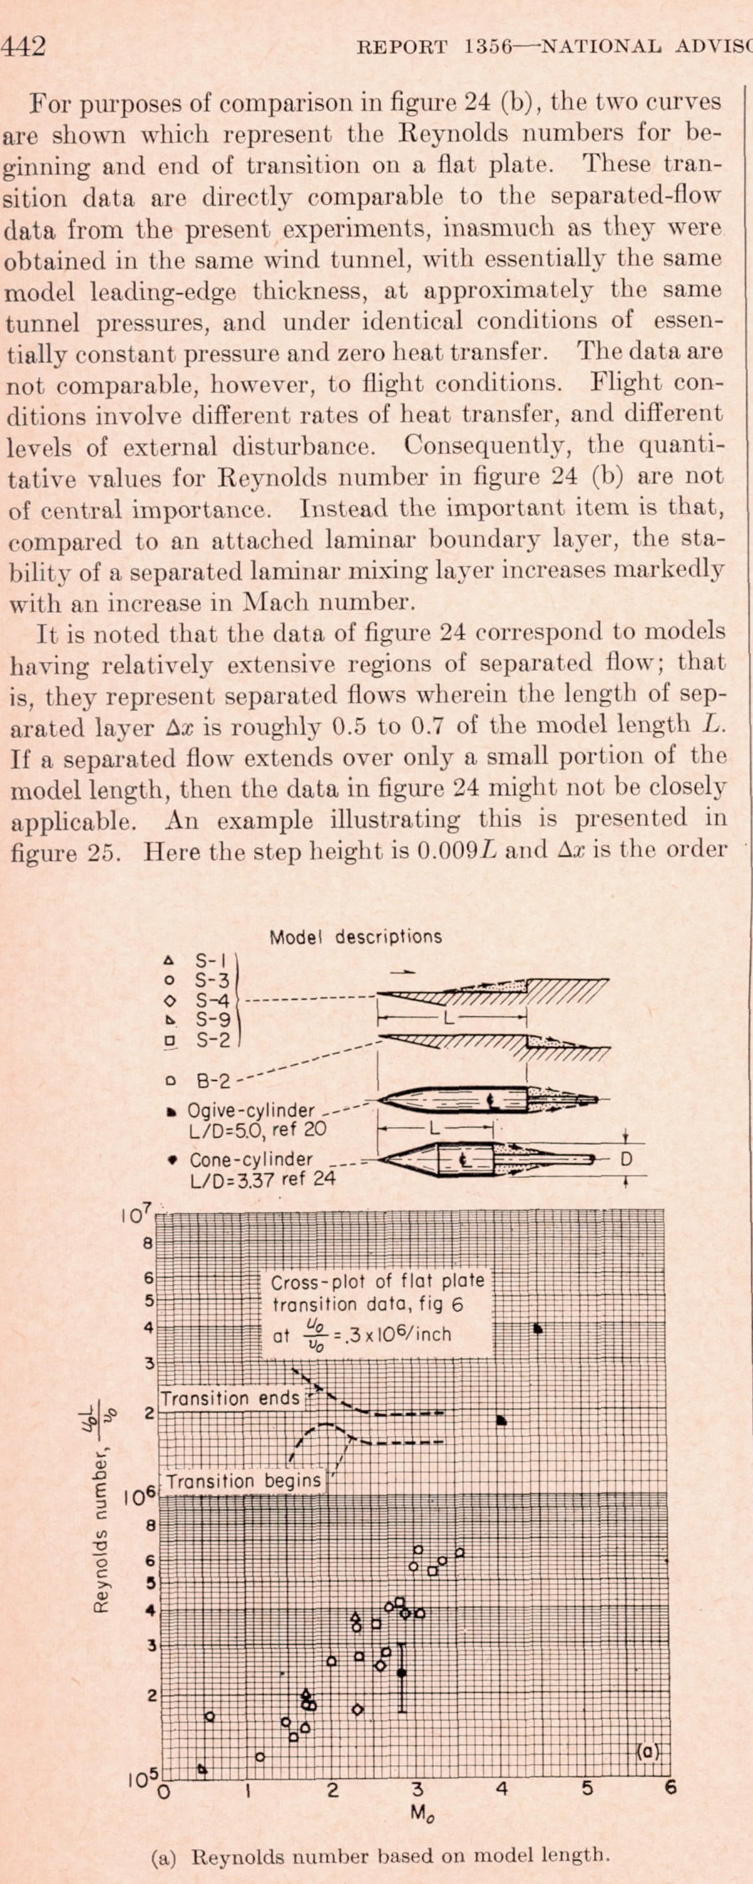 442
REPORT 1356—NATIONAL ADVISO
For purposes of comparison in figure 24 (b), the two curves
are shown which represent the Reynolds numbers for be-
ginning and end of transition on a flat plate. These tran-
sition data are directly comparable to the separated-flow
data from the present experiments, inasmuch as they were
obtained in the same wind tunnel, with essentially the same
model leading-edge thickness, at approximately the same
tunnel pressures, and under identical conditions of essen-
tially constant pressure and zero heat transfer. The data are
not comparable, however, to flight conditions. Flight con-
ditions involve different rates of heat transfer, and different
levels of external disturbance. Consequently, the quanti-
tative values for Reynolds number in figure 24 (b) are not
of central importance. Instead the important item is that,
compared to an attached laminar boundary layer, the sta-
bility of a separated laminar mixing layer increases markedly
with an increase in Mach number.
It is noted that the data of figure 24 correspond to models
having relatively extensive regions of separated flow; that
is, they represent separated flows wherein the length of sep-
arated layer Δx is roughly 0.5 to 0.7 of the model length L.
If a separated flow extends over only a small portion of the
model length, then the data in figure 24 might not be closely
applicable. An example illustrating this is presented in
figure 25. Here the step height is 0.009L and Δx is the order
Model descriptions
S-1
S-3
S-4
S-9
S-2
B-2
Ogive-cylinder
L/D=5.0, ref 20
Cone-cylinder
L/D=3.37 ref 24
L
L
D
10⁷
8
6
5
4
3
2
10⁶
8
6
5
4
3
2
10⁵
Reynolds number, u₀L/υ₀
Cross-plot of flat plate
transition data, fig 6
at u₀/υ₀ = .3 x 10⁶/inch
Transition ends
Transition begins
(a)
0 1 2 3 4 5 6
M₀
(a) Reynolds number based on model length.